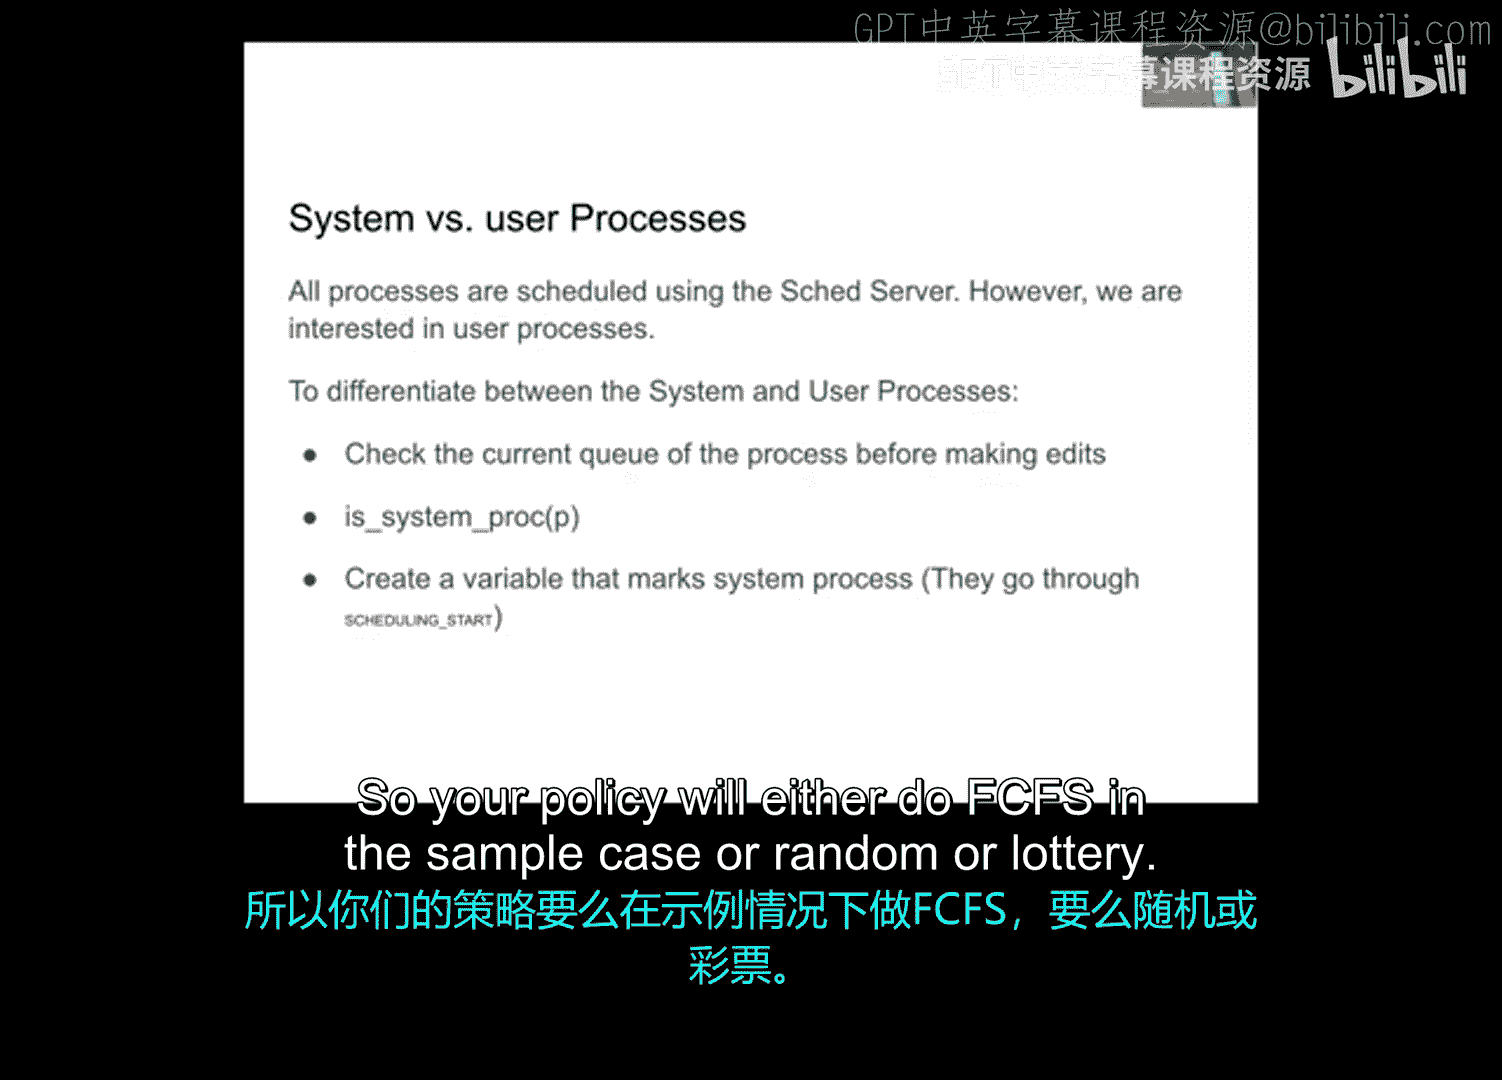 GPT中英字幕课程资源@bilibili.com
课程资源 bilibili
System vs. user Processes
All processes are scheduled using the Sched Server. However, we are
interested in user processes.
To differentiate between the System and User Processes:
● Check the current queue of the process before making edits
● is_system_proc(p)
● Create a variable that marks system process (They go through
SCHEDULING_START)
So your policy will either do FCFS in
the sample case or random or lottery.
所以你们的策略要么在示例情况下做FCFS，要么随机或
彩票。